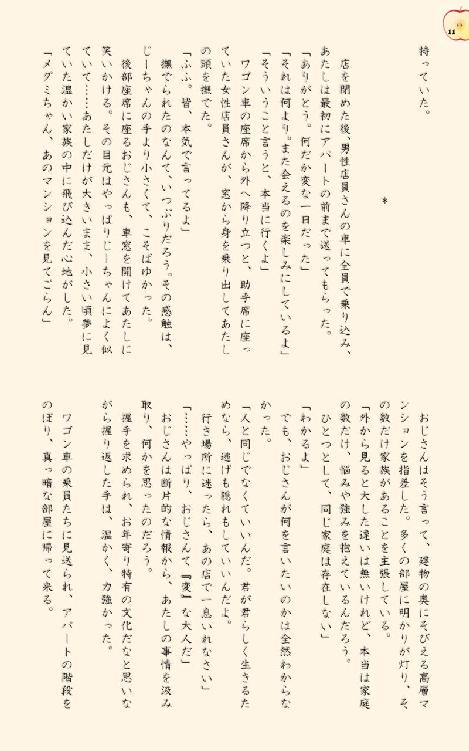 11
待っていた。
＊
店を閉めた後、男性店員さんの車に全員で乗り込み、
あたしは最初にアパートの前まで送ってもらった。
「ありがとう。何だか変な一日だった」
「それは何より。また会えるのを楽しみにしているよ」
「そういうこと言うと、本当に行くよ」
ワゴン車の座席から外へ降り立つと、助手席に座っ
ていた女性店員さんが、窓から身を乗り出してあたし
の頭を撫でた。
「ふふ。皆、本気で言ってるよ」
撫でられたのなんて、いつぶりだろう。その感触は、
じーちゃんの手より小さくて、こそばゆかった。
後部座席に座るおじさんも、車窓を開けてあたしに
笑いかける。その目元はやっぱりじーちゃんによく似
ていて……あたしだけが大きいまま、小さい頃夢に見
ていた温かい家族の中に飛び込んだ心地がした。
「メグミちゃん、あのマンションを見てごらん」
おじさんはそう言って、建物の奥にそびえる高層マ
ンションを指差した。多くの部屋に明かりが灯り、そ
の数だけ家族があることを主張している。
「外から見ると大した違いは無いけれど、本当は家庭
の数だけ、悩みや強みを抱えているんだろう。
ひとつとして、同じ家庭は存在しない」
「わかるよ」
でも、おじさんが何を言いたいのかは全然わからな
かった。
「人と同じでなくていいんだ。君が君らしく生きるた
めなら、逃げも隠れもしていいんだよ。
行き場所に迷ったら、あの店で一息いれなさい」
「……やっぱり、おじさんて『変』な大人だ」
おじさんは断片的な情報から、あたしの事情を汲み
取り、何かを思ったのだろう。
握手を求められ、お年寄り特有の文化だなと思いな
がら握り返した手は、温かく、力強かった。
ワゴン車の乗員たちに見送られ、アパートの階段を
のぼり、真っ暗な部屋に帰って来る。